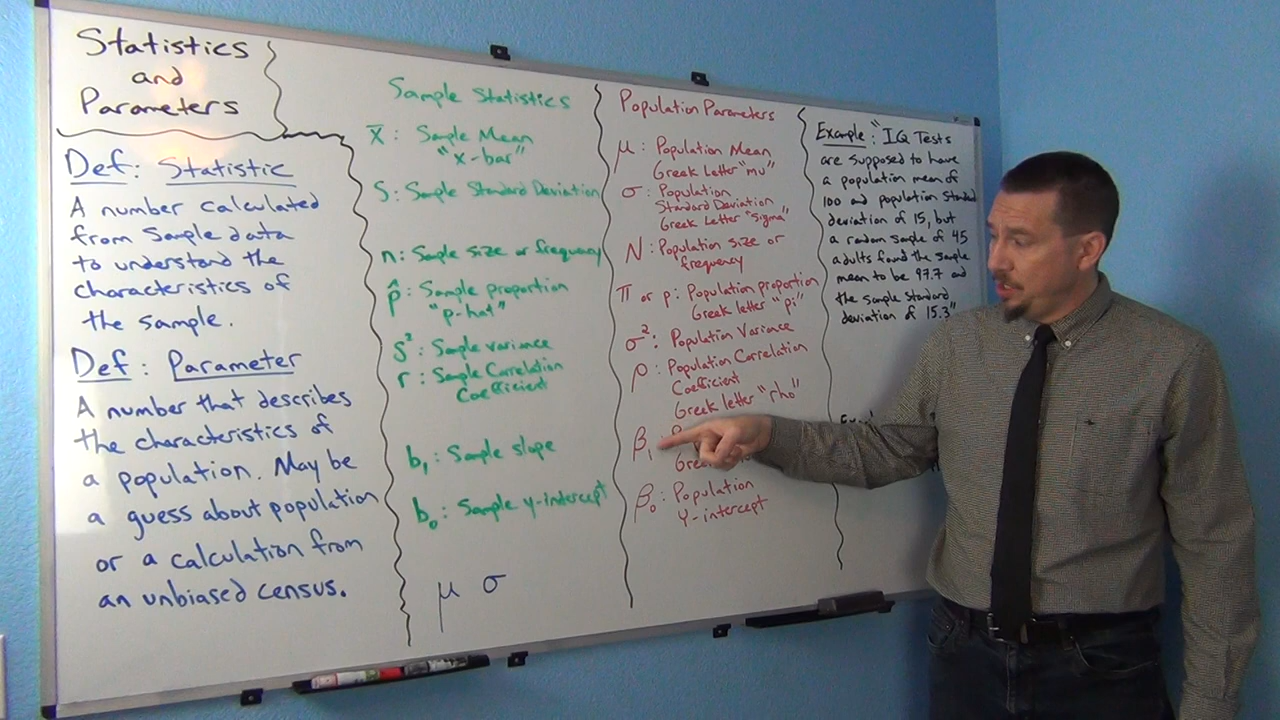 Statistics
and
Parameters
Def: Statistic
A number calculated
from Sample data
to understand the
characteristics of
the sample.
Def: Parameter
A number that describes
the characteristics of
a population. May be
a guess about population
or a calculation from
an unbiased census.
Sample Statistics
x̄: Sample Mean
"x-bar"
S: Sample Standard Deviation
n: Sample size or frequency
p̂: Sample proportion
"p-hat"
s²: Sample variance
r: Sample Correlation
Coefficient
b₁: Sample slope
b₀: Sample y-intercept
μ σ
Population Parameters
μ: Population Mean
Greek Letter "mu"
σ: Population
Standard Deviation
Greek Letter "sigma"
N: Population size or
frequency
π or p: Population proportion
Greek letter "pi"
σ²: Population Variance
ρ: Population Correlation
Coefficient
Greek letter "rho"
β₁
β₀: Population
Y-intercept
Example: "IQ Tests
are supposed to have
a population mean of
100 and population
deviation of 15, but
a random sample of 45
adults found the sample
mean to be 97.7 and
the sample standard
deviation of 15.3"